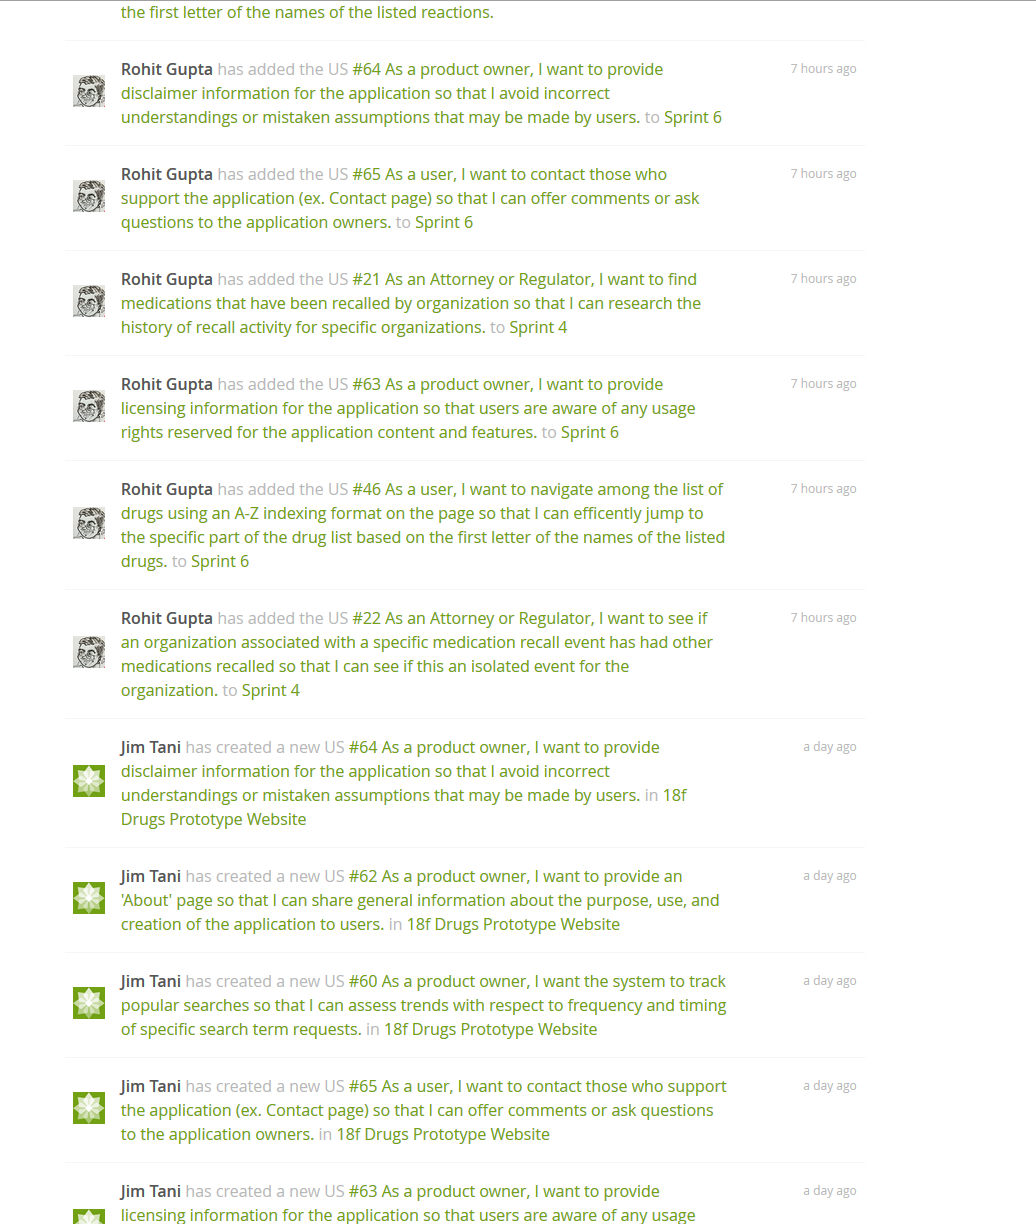 the first letter of the names of the listed reactions.
Rohit Gupta has added the US #64 As a product owner, I want to provide 7 hours ago
disclaimer information for the application so that I avoid incorrect
understandings or mistaken assumptions that may be made by users. to Sprint 6
Rohit Gupta has added the US #65 As a user, I want to contact those who 7 hours ago
support the application (ex. Contact page) so that I can offer comments or ask
questions to the application owners. to Sprint 6
Rohit Gupta has added the US #21 As an Attorney or Regulator, I want to find 7 hours ago
medications that have been recalled by organization so that I can research the
history of recall activity for specific organizations. to Sprint 4
Rohit Gupta has added the US #63 As a product owner, I want to provide 7 hours ago
licensing information for the application so that users are aware of any usage
rights reserved for the application content and features. to Sprint 6
Rohit Gupta has added the US #46 As a user, I want to navigate among the list of 7 hours ago
drugs using an A-Z indexing format on the page so that I can efficently jump to
the specific part of the drug list based on the first letter of the names of the listed
drugs. to Sprint 6
Rohit Gupta has added the US #22 As an Attorney or Regulator, I want to see if 7 hours ago
an organization associated with a specific medication recall event has had other
medications recalled so that I can see if this an isolated event for the
organization. to Sprint 4
Jim Tani has created a new US #64 As a product owner, I want to provide a day ago
disclaimer information for the application so that I avoid incorrect
understandings or mistaken assumptions that may be made by users. in 18f
Drugs Prototype Website
Jim Tani has created a new US #62 As a product owner, I want to provide an a day ago
'About' page so that I can share general information about the purpose, use, and
creation of the application to users. in 18f Drugs Prototype Website
Jim Tani has created a new US #60 As a product owner, I want the system to track a day ago
popular searches so that I can assess trends with respect to frequency and timing
of specific search term requests. in 18f Drugs Prototype Website
Jim Tani has created a new US #65 As a user, I want to contact those who support a day ago
the application (ex. Contact page) so that I can offer comments or ask questions
to the application owners. in 18f Drugs Prototype Website
Jim Tani has created a new US #63 As a product owner, I want to provide a day ago
licensing information for the application so that users are aware of any usage